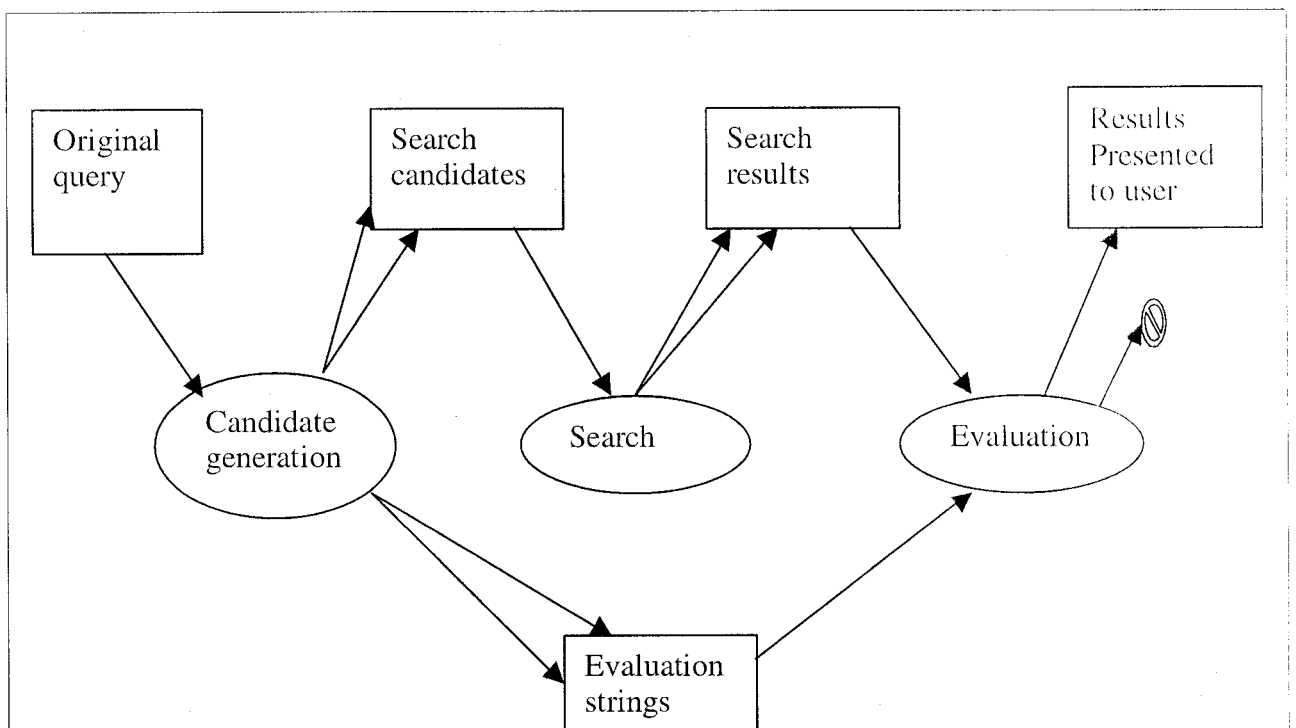 Original
query
Search
candidates
Search
results
Results
Presented
to user
Candidate
generation
Search
Evaluation
Evaluation
strings